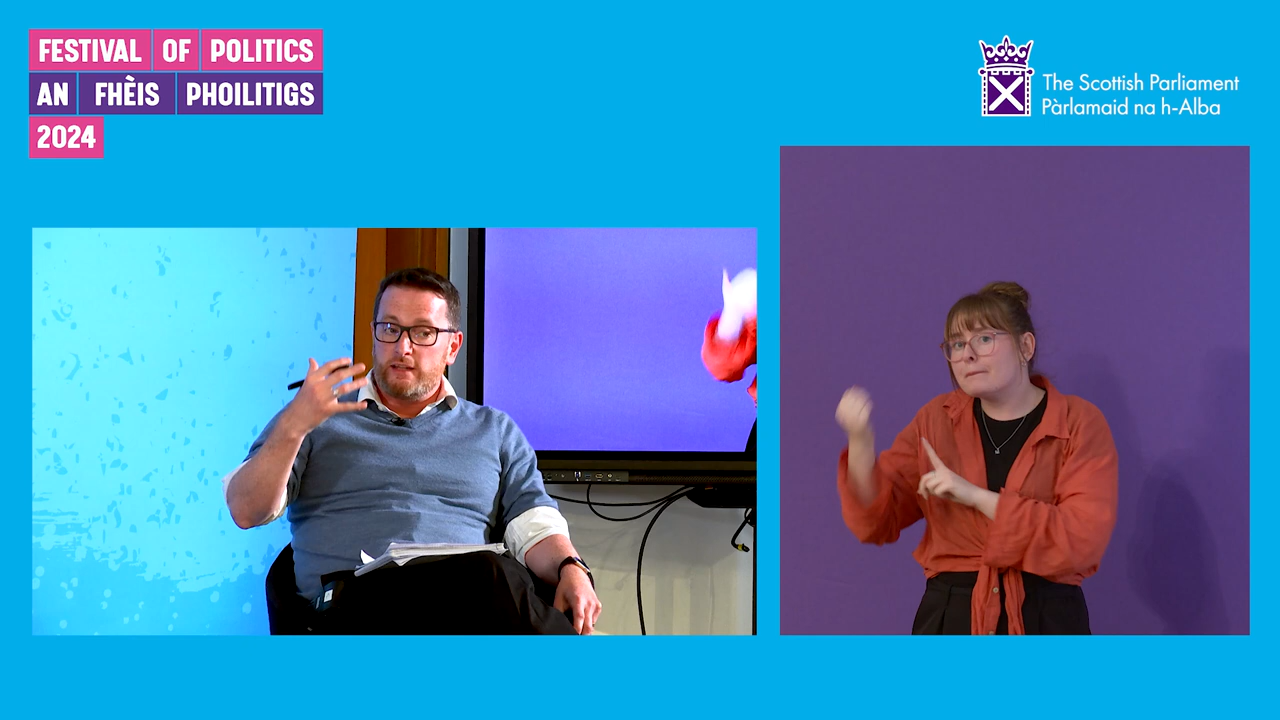 FESTIVAL OF POLITICS
AN FHÈIS PHOILITIGS
2024
The Scottish Parliament
Pàrlamaid na h-Alba